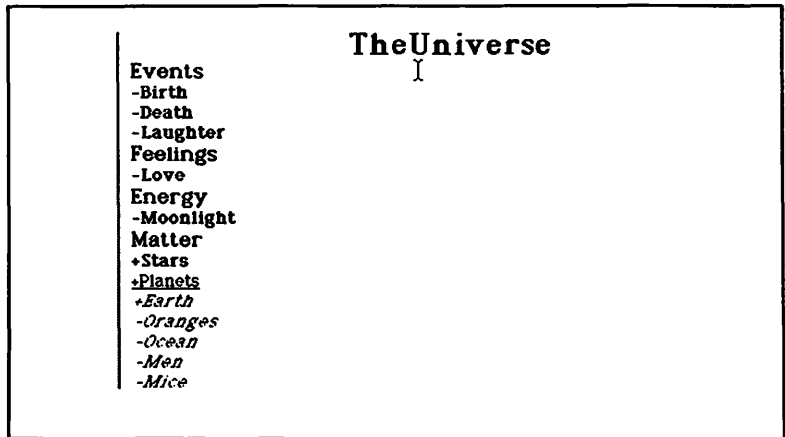 TheUniverse
Events
-Birth
-Death
-Laughter
Feelings
-Love
Energy
-Moonlight
Matter
+Stars
+Planets
+Earth
-Oranges
-Ocean
-Men
-Mice